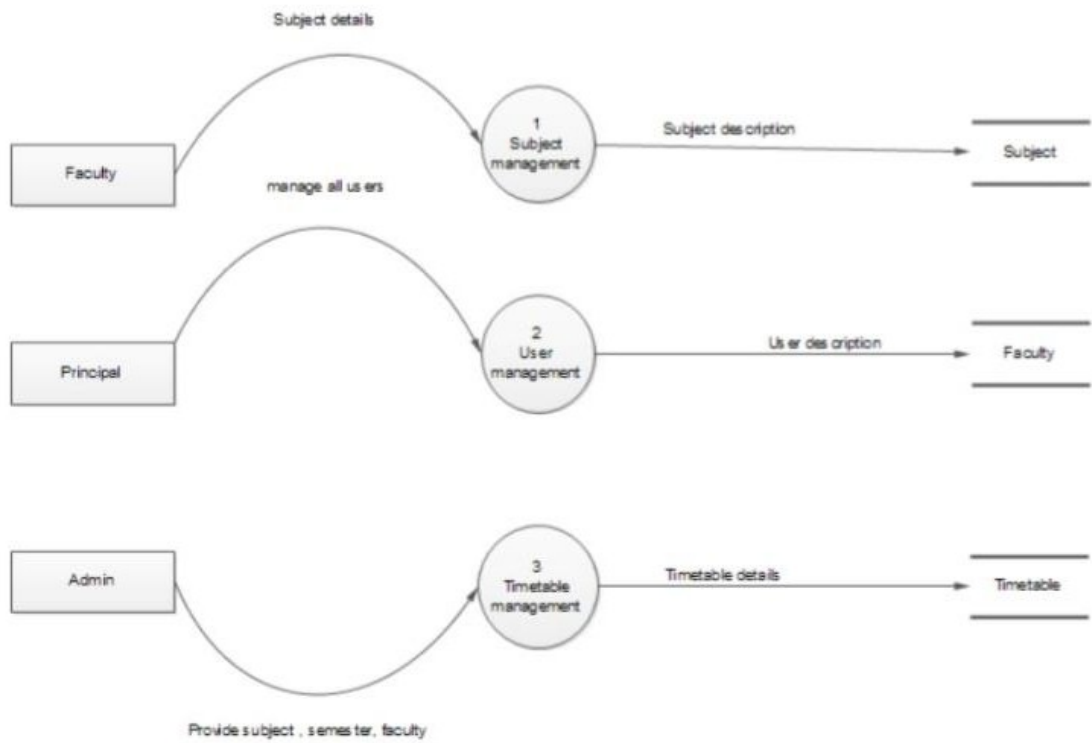 Subject details
Faculty
1
Subject
management
Subject description
Subject
manage all users
Principal
2
User
management
User description
Faculty
Admin
3
Timetable
management
Timetable details
Timetable
Provide subject , semester, faculty